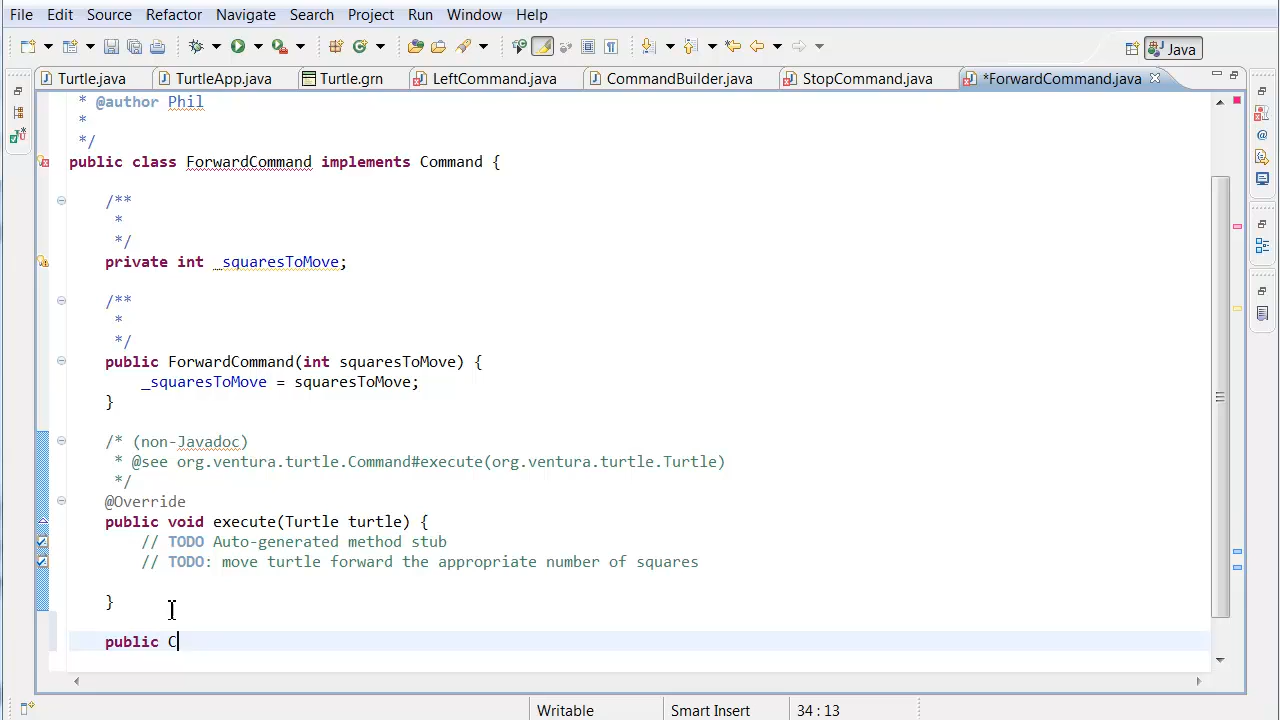 File Edit Source Refactor Navigate Search Project Run Window Help
Java
Turtle.java TurtleApp.java Turtle.grn LeftCommand.java CommandBuilder.java StopCommand.java *ForwardCommand.java
* @author Phil
*
*/
public class ForwardCommand implements Command {
/**
*
*/
private int _squaresToMove;
/**
*
*/
public ForwardCommand(int squaresToMove) {
_squaresToMove = squaresToMove;
}
/* (non-Javadoc)
* @see org.ventura.turtle.Command#execute(org.ventura.turtle.Turtle)
*/
@Override
public void execute(Turtle turtle) {
// TODO Auto-generated method stub
// TODO: move turtle forward the appropriate number of squares
}
public C
Writable Smart Insert 34 : 13